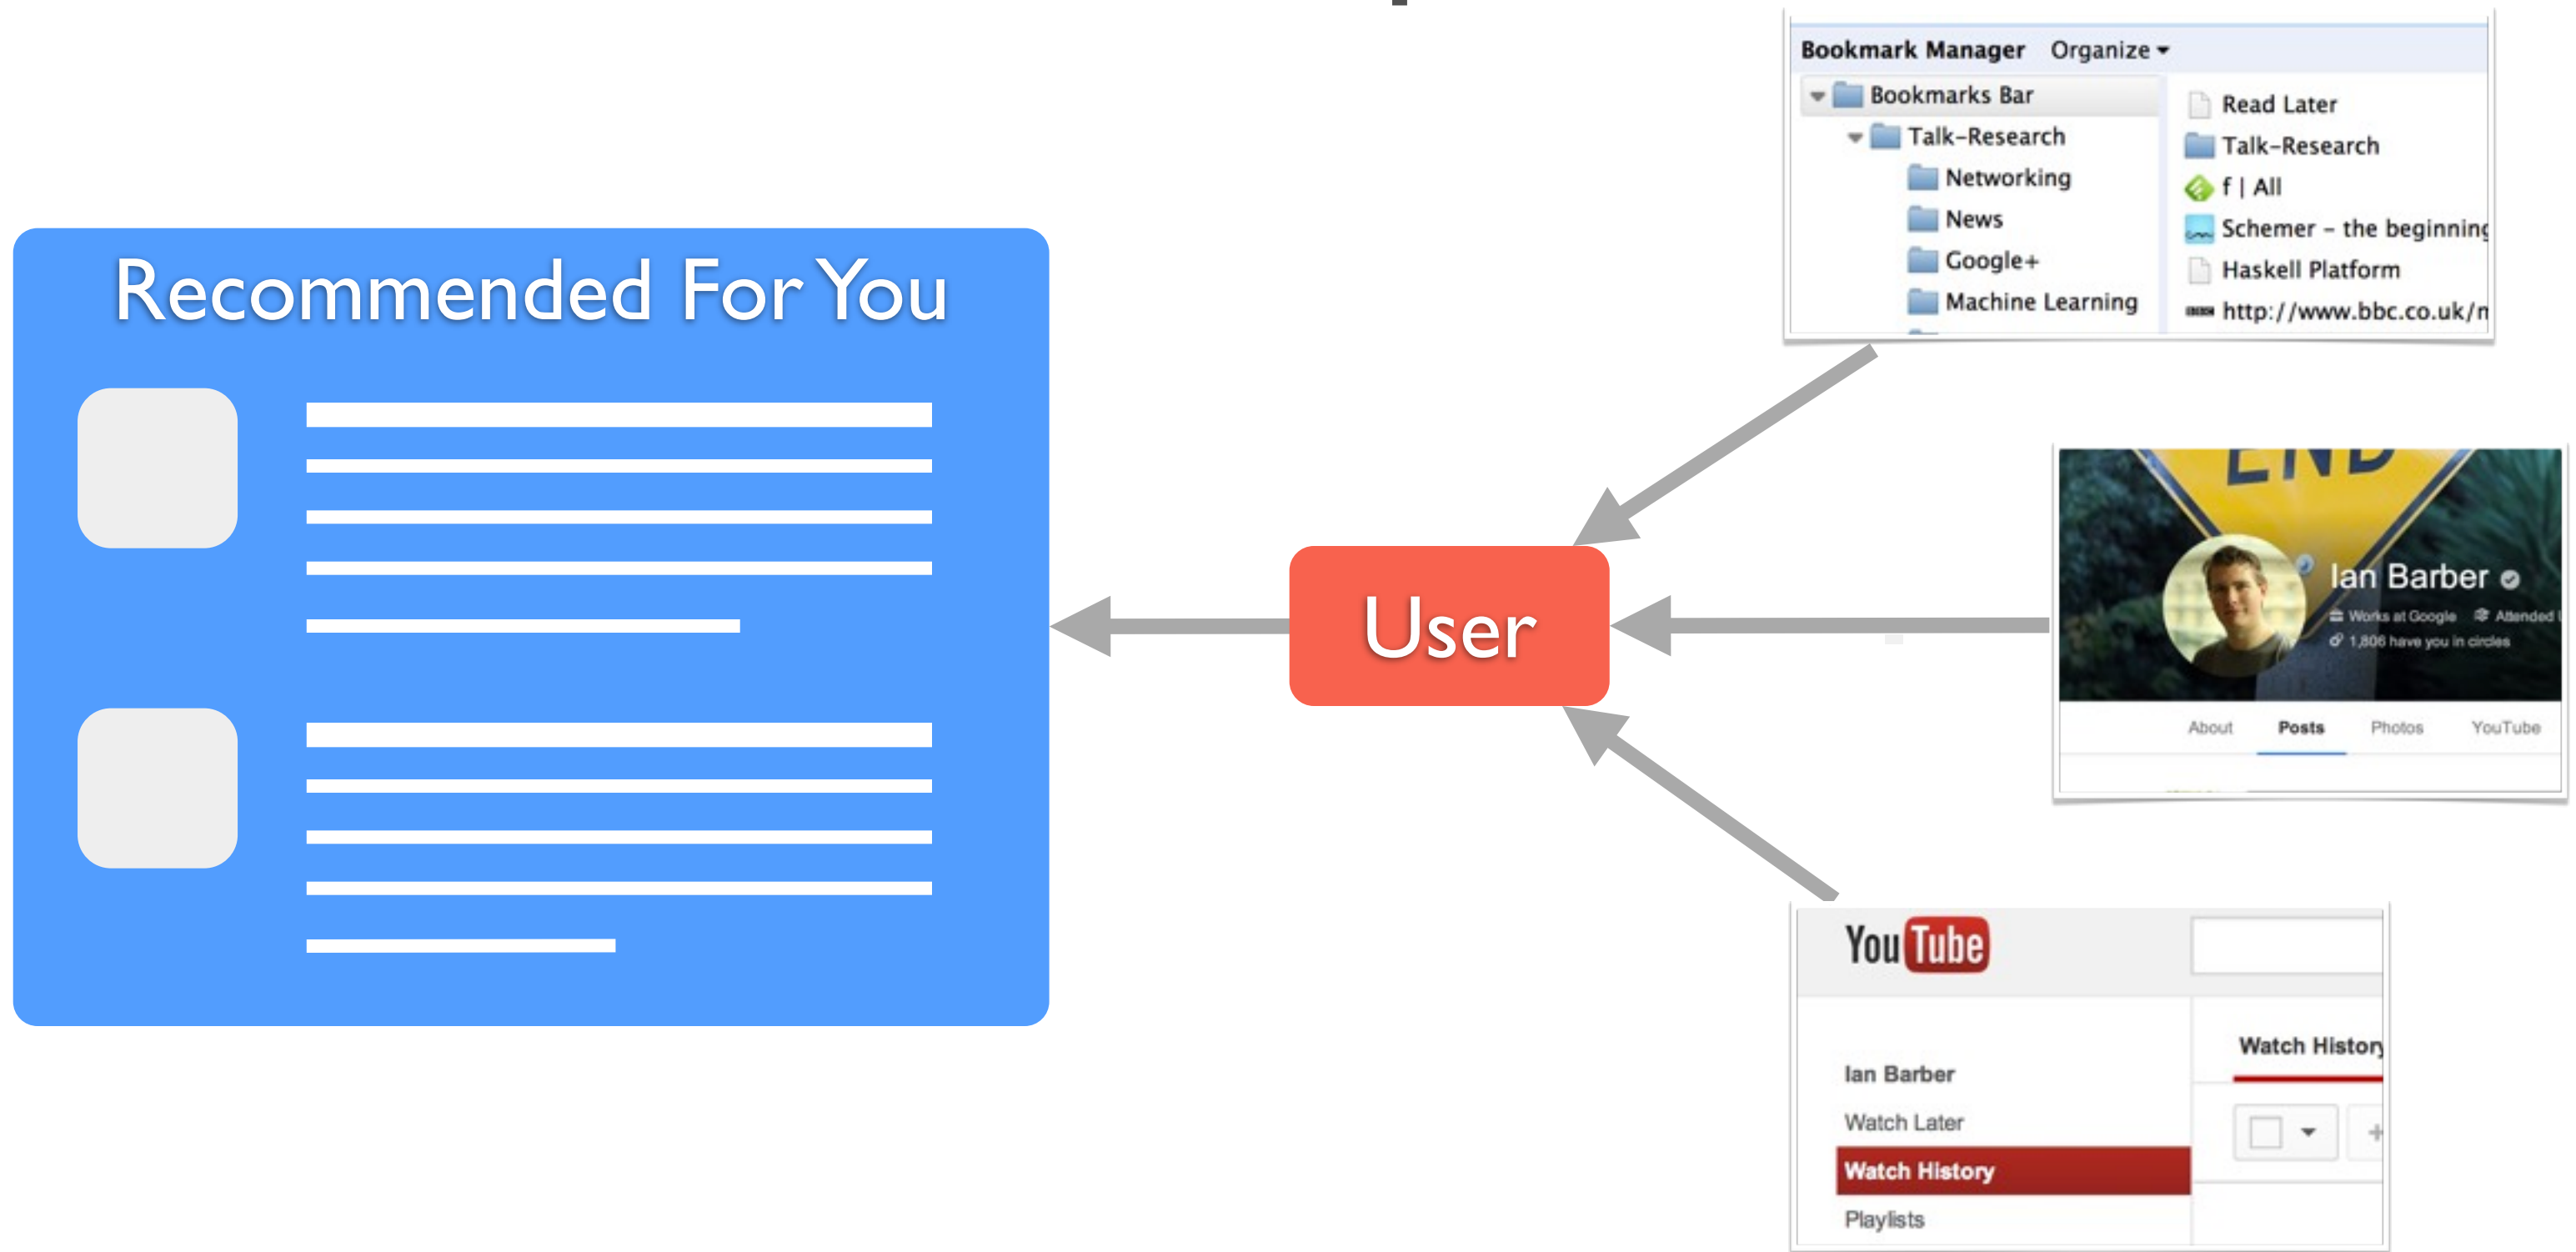 Recommended For You
User
Bookmark Manager Organize
Bookmarks Bar
Talk-Research
Networking
News
Google+
Machine Learning
Read Later
Talk-Research
f | All
Schemer - the beginning
Haskell Platform
http://www.bbc.co.uk/n
END
Ian Barber
Works at Google Attended
1,806 have you in circles
About Posts Photos YouTube
YouTube
Ian Barber
Watch Later
Watch History
Playlists
Watch History